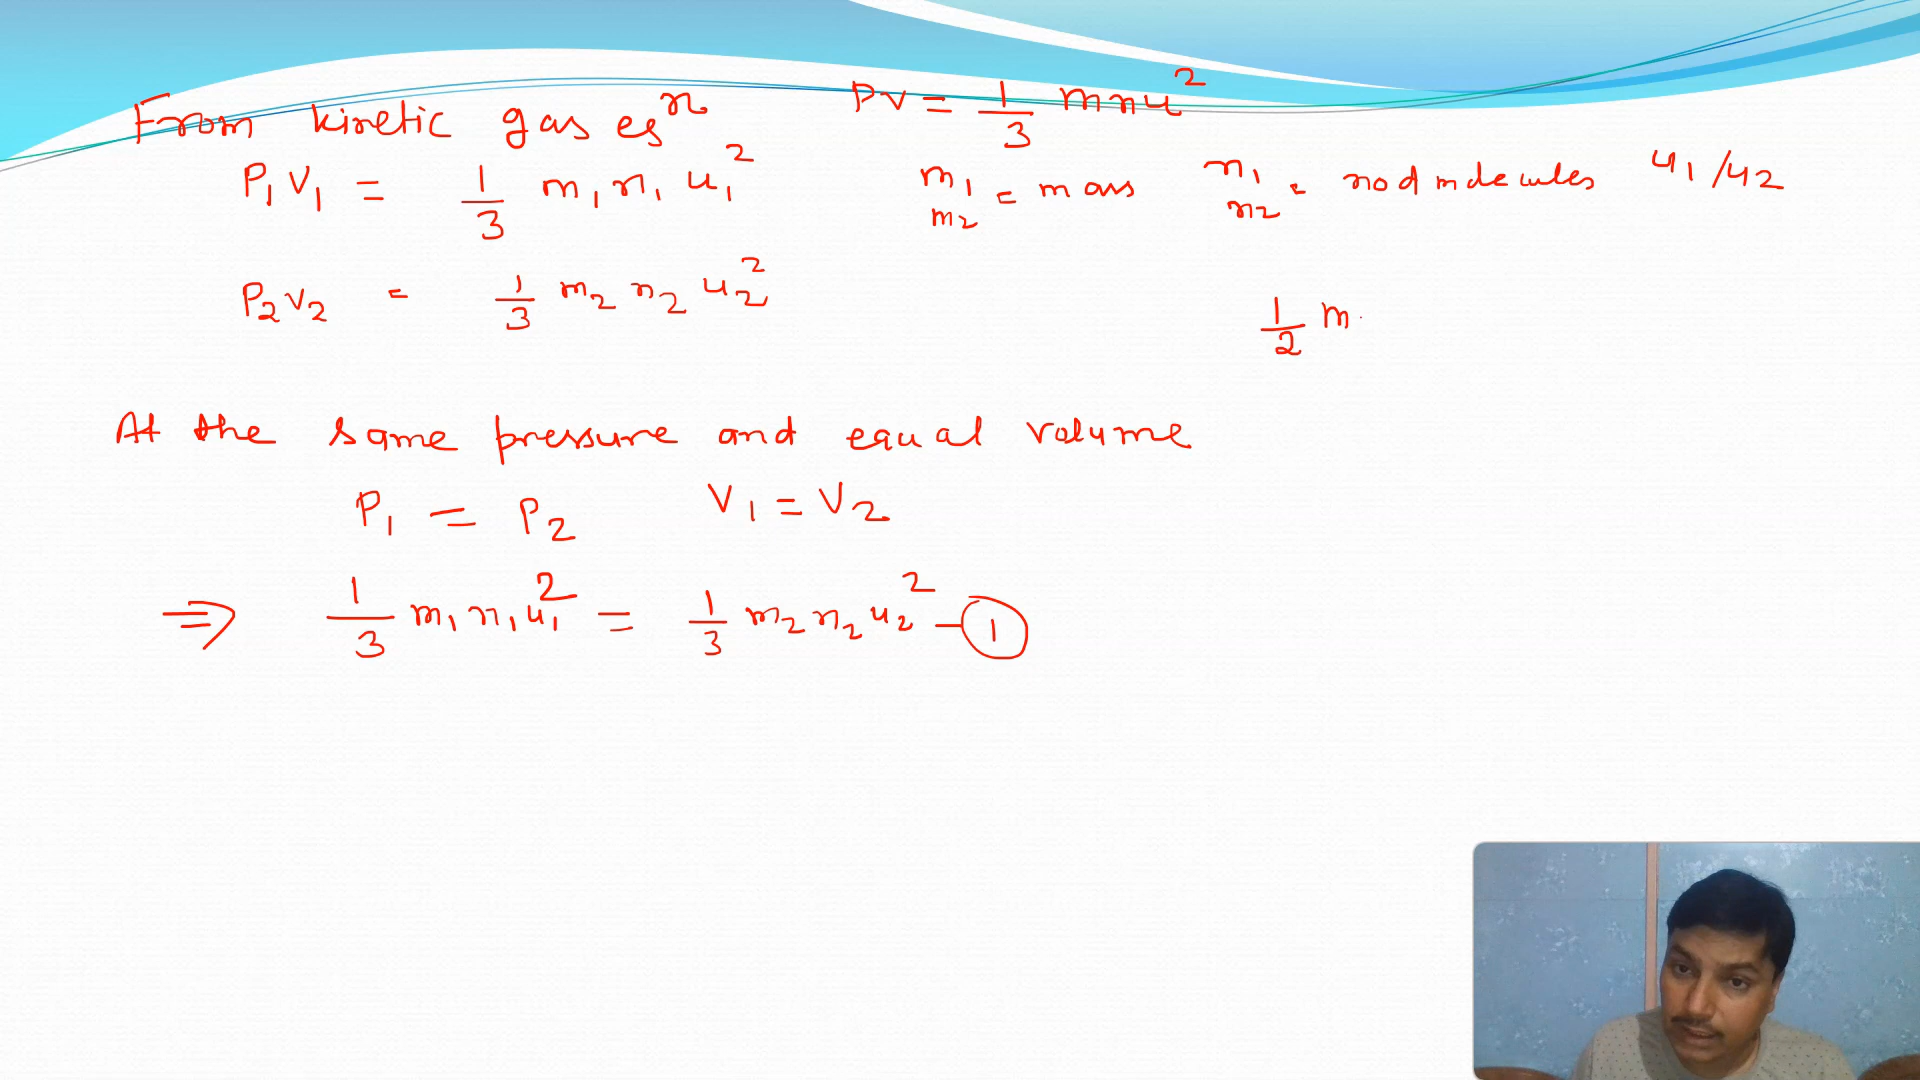 From kinetic gas esⁿ PV = 1/3 mnu²
P₁V₁ = 1/3 m₁n₁u₁² m₁ m₂ = mass n₁ n₂ = no of molecules u₁/u₂
P₂V₂ = 1/3 m₂n₂u₂²
1/2 m
At the same pressure and equal volume
P₁ = P₂ V₁ = V₂
⇒ 1/3 m₁n₁u₁² = 1/3 m₂n₂u₂² – ①